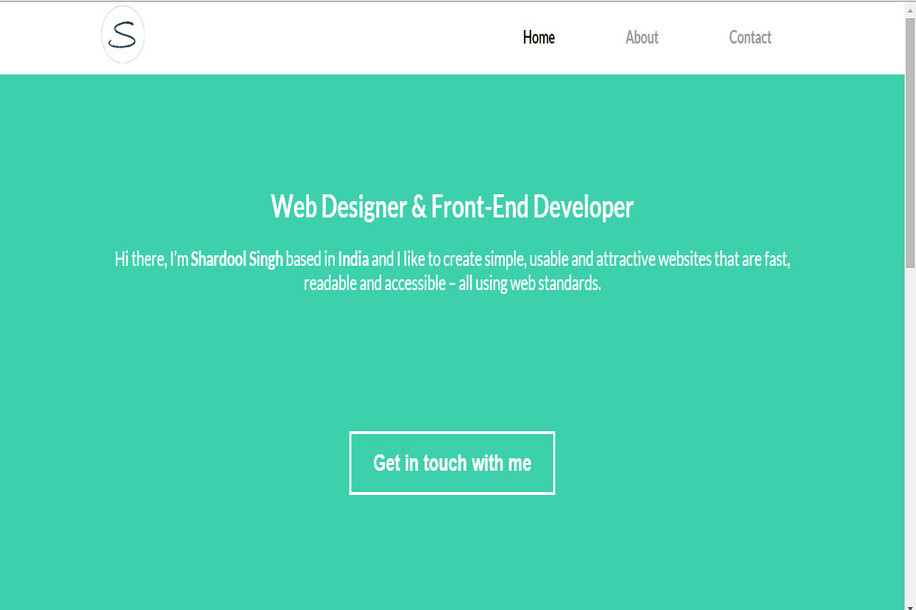 S
Home
About
Contact
Web Designer & Front-End Developer
Hi there, I'm Shardool Singh based in India and I like to create simple, usable and attractive websites that are fast,
readable and accessible – all using web standards.
Get in touch with me